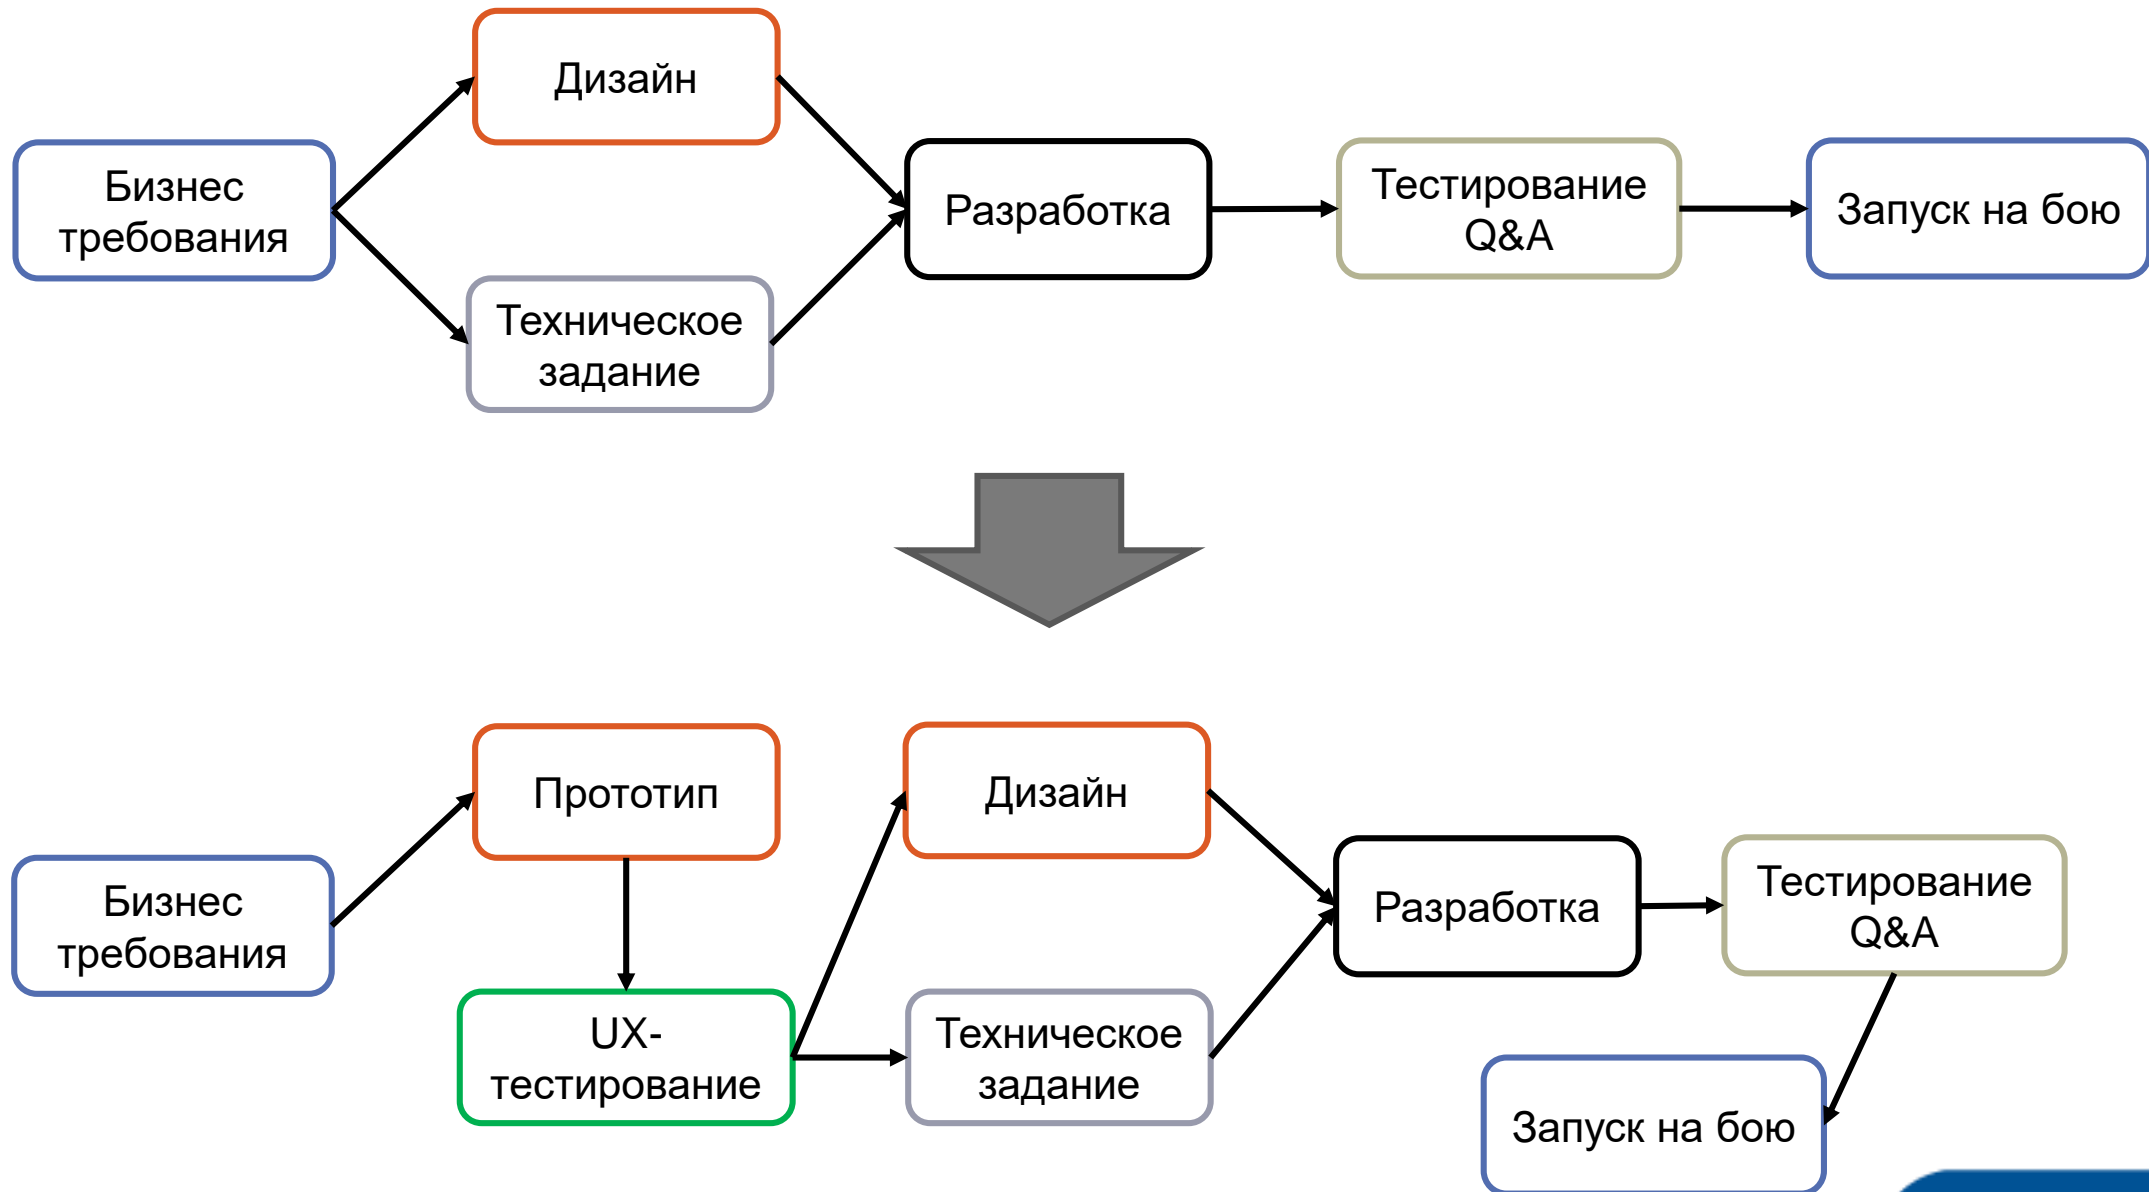 Дизайн
Бизнес
требования
Разработка
Тестирование
Q&A
Запуск на бою
Техническое
задание
Прототип
Дизайн
Бизнес
требования
Разработка
Тестирование
Q&A
UX-
тестирование
Техническое
задание
Запуск на бою